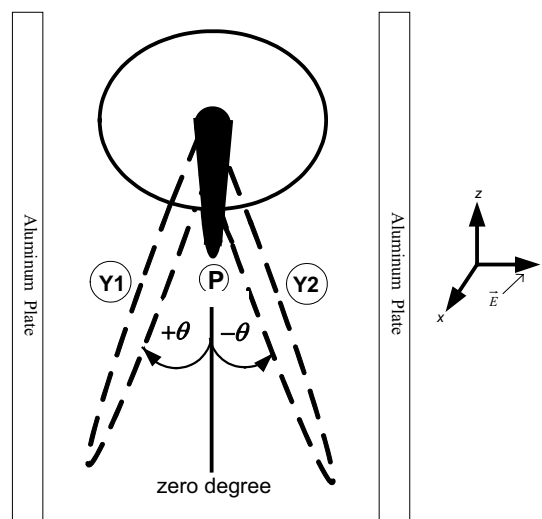 Aluminum Plate
Aluminum Plate
Y1
P
Y2
+θ
−θ
zero degree
z
x
E⃗